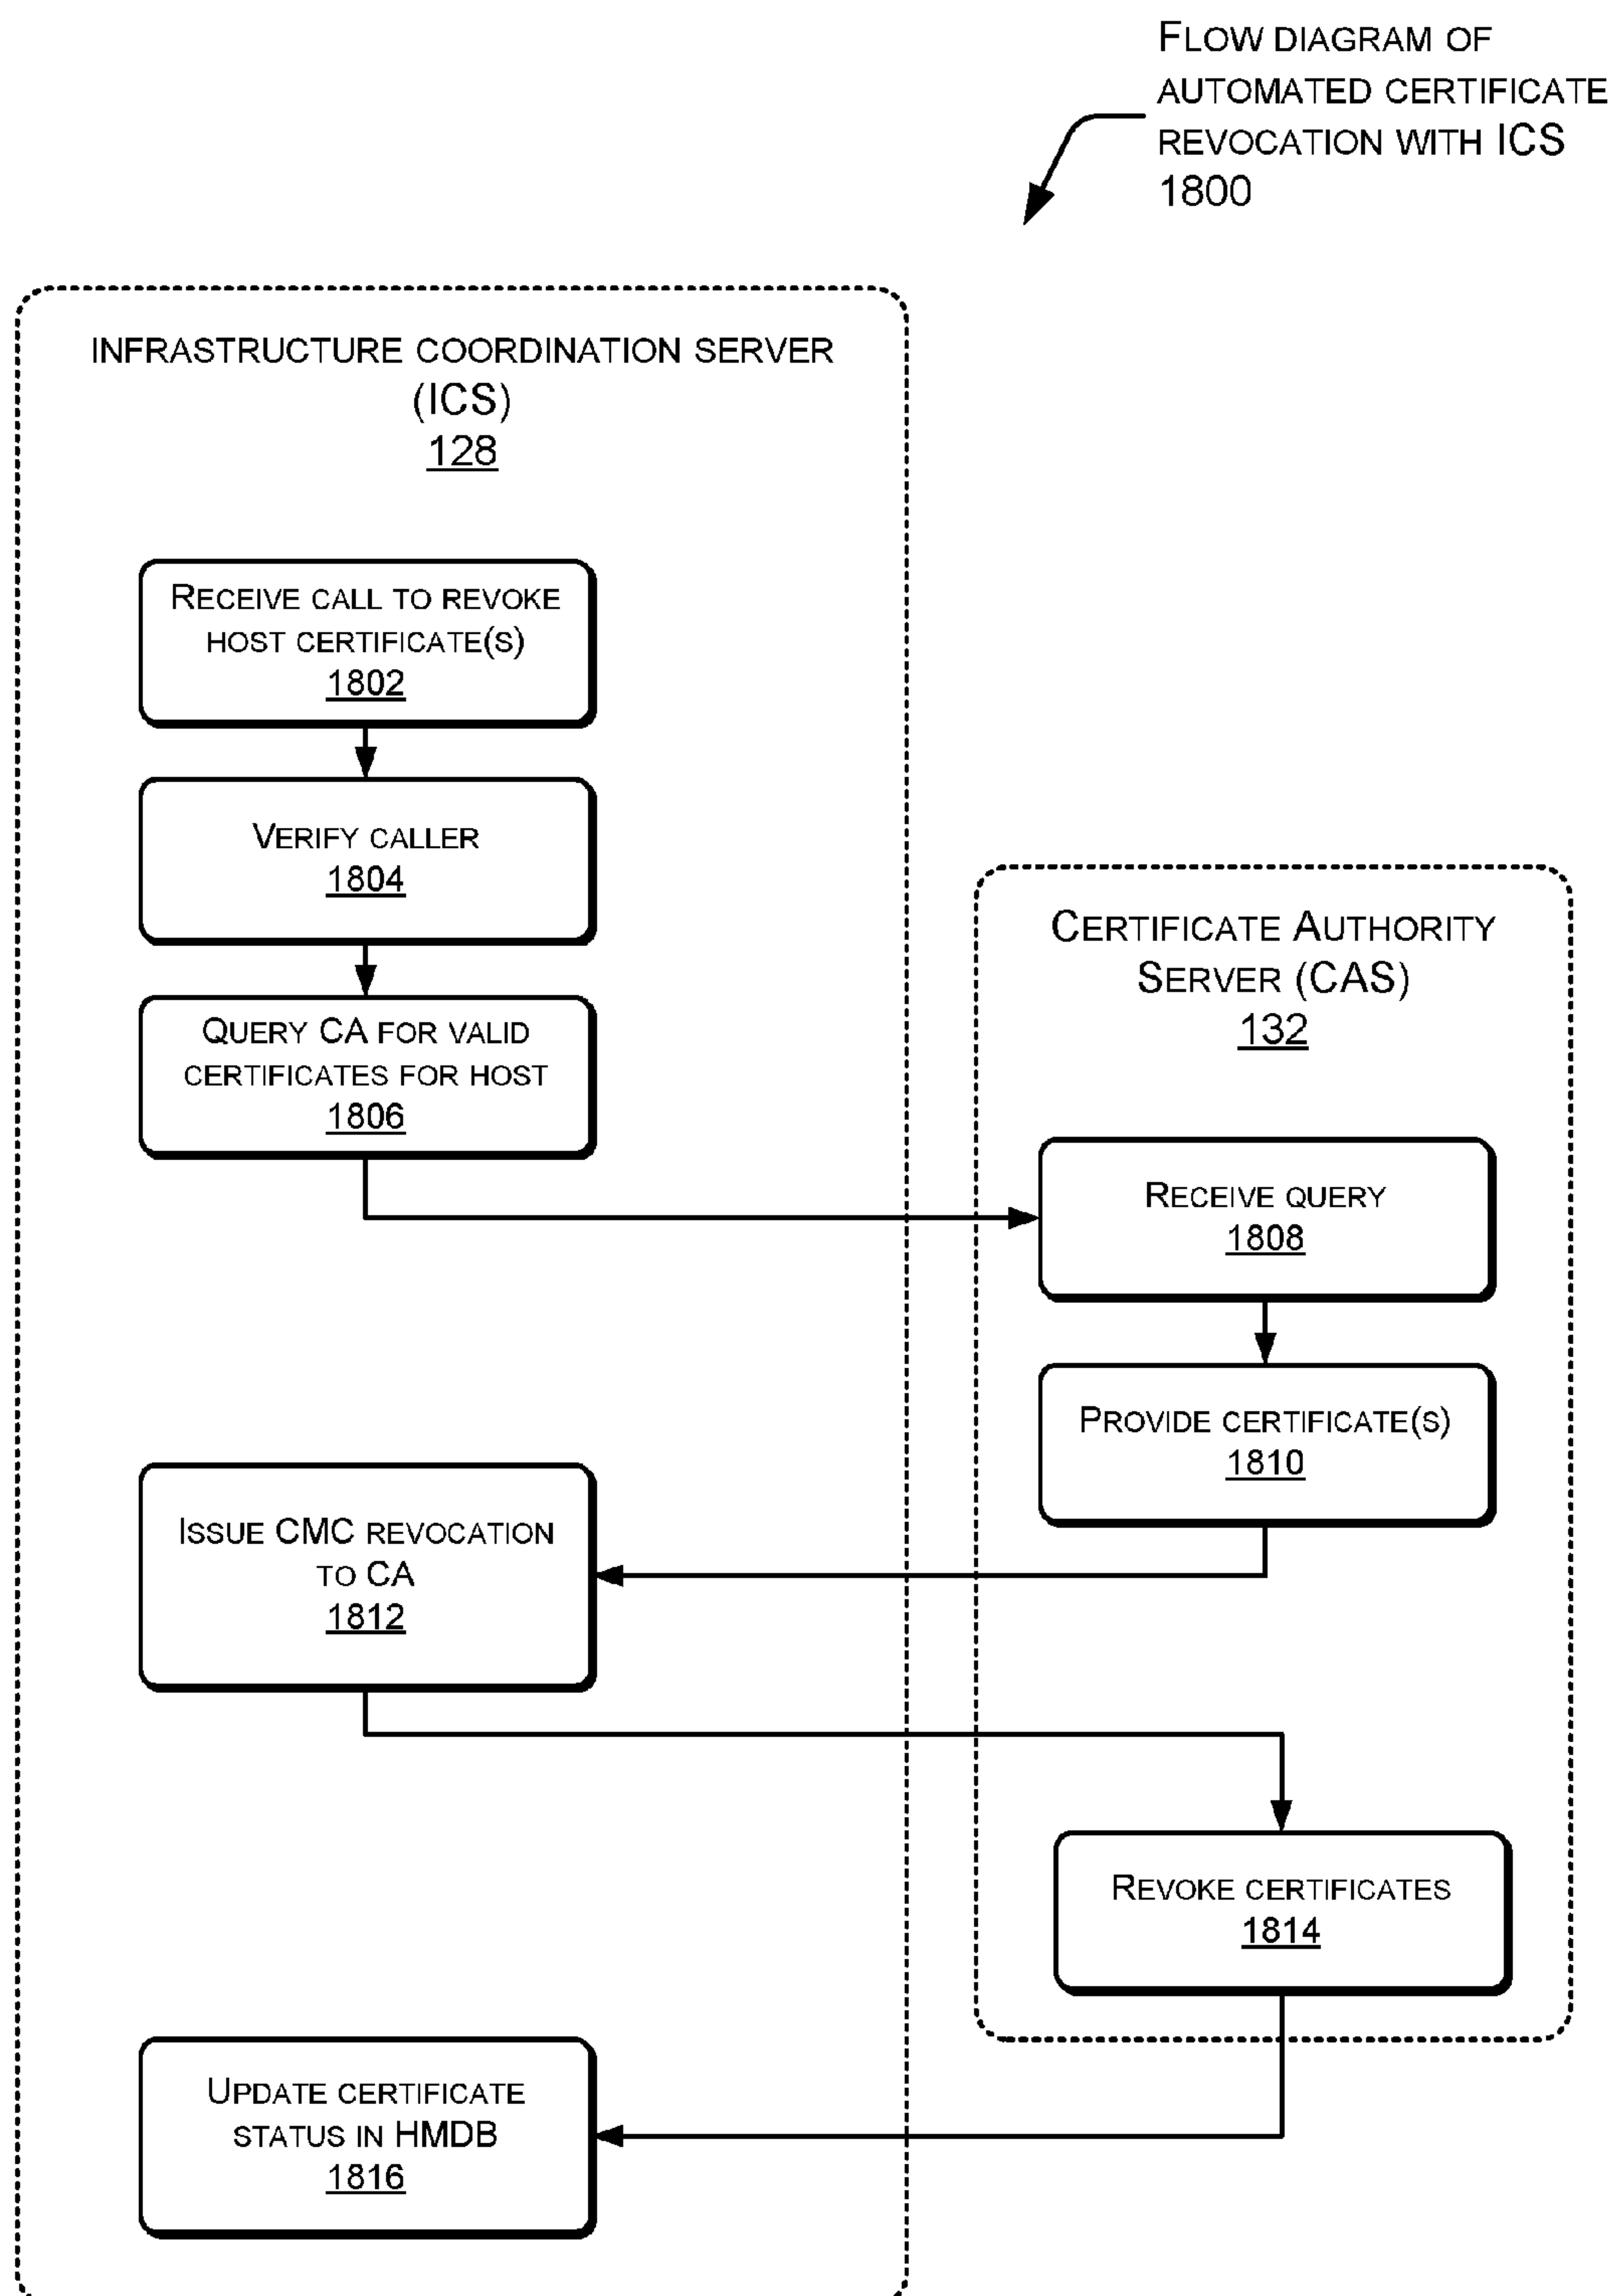 Flow diagram of
automated certificate
revocation with ICS
1800
infrastructure coordination server
(ICS)
128
Receive call to revoke
host certificate(s)
1802
Verify caller
1804
Query CA for valid
certificates for host
1806
Certificate Authority
Server (CAS)
132
Receive query
1808
Provide certificate(s)
1810
Issue CMC revocation
to CA
1812
Revoke certificates
1814
Update certificate
status in HMDB
1816